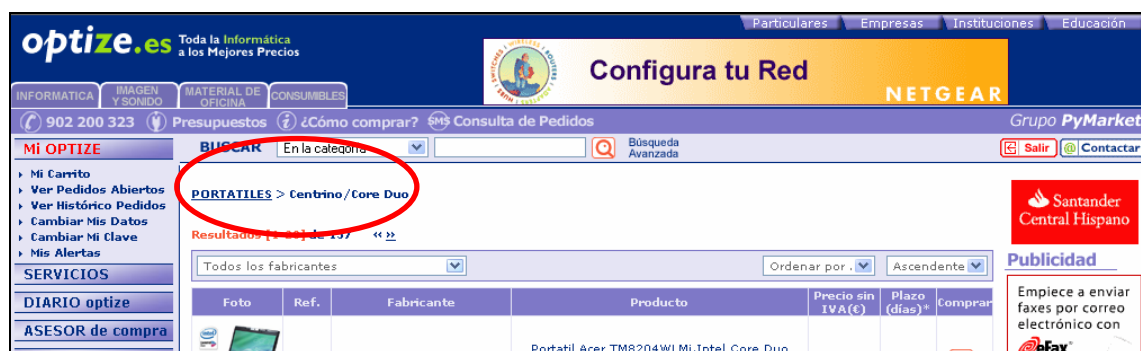 Particulares Empresas Instituciones Educación
optize.es Toda la Informática
a los Mejores Precios
Configura tu Red
NETGEAR
SWITCHES WIRELESS ROUTERS
INFORMATICA IMAGEN Y SONIDO MATERIAL DE OFICINA CONSUMIBLES
902 200 323 Presupuestos ¿Cómo comprar? SMS Consulta de Pedidos Grupo PyMarket
Mi OPTIZE
BUSCAR En la categoría Búsqueda Avanzada
Salir @ Contactar
Mi Carrito
Ver Pedidos Abiertos
Ver Histórico Pedidos
Cambiar Mis Datos
Cambiar Mi Clave
Mis Alertas
SERVICIOS
DIARIO optize
ASESOR de compra
PORTATILES > Centrino/Core Duo
Resultados de « »
Todos los fabricantes Ordenar por . Ascendente
Foto Ref. Fabricante Producto Precio sin IVA(€) Plazo (días)* Comprar
Portatil Acer TM8204WLMi.Intel Core Duo
Santander
Central Hispano
Publicidad
Empiece a enviar
faxes por correo
electrónico con
eFax